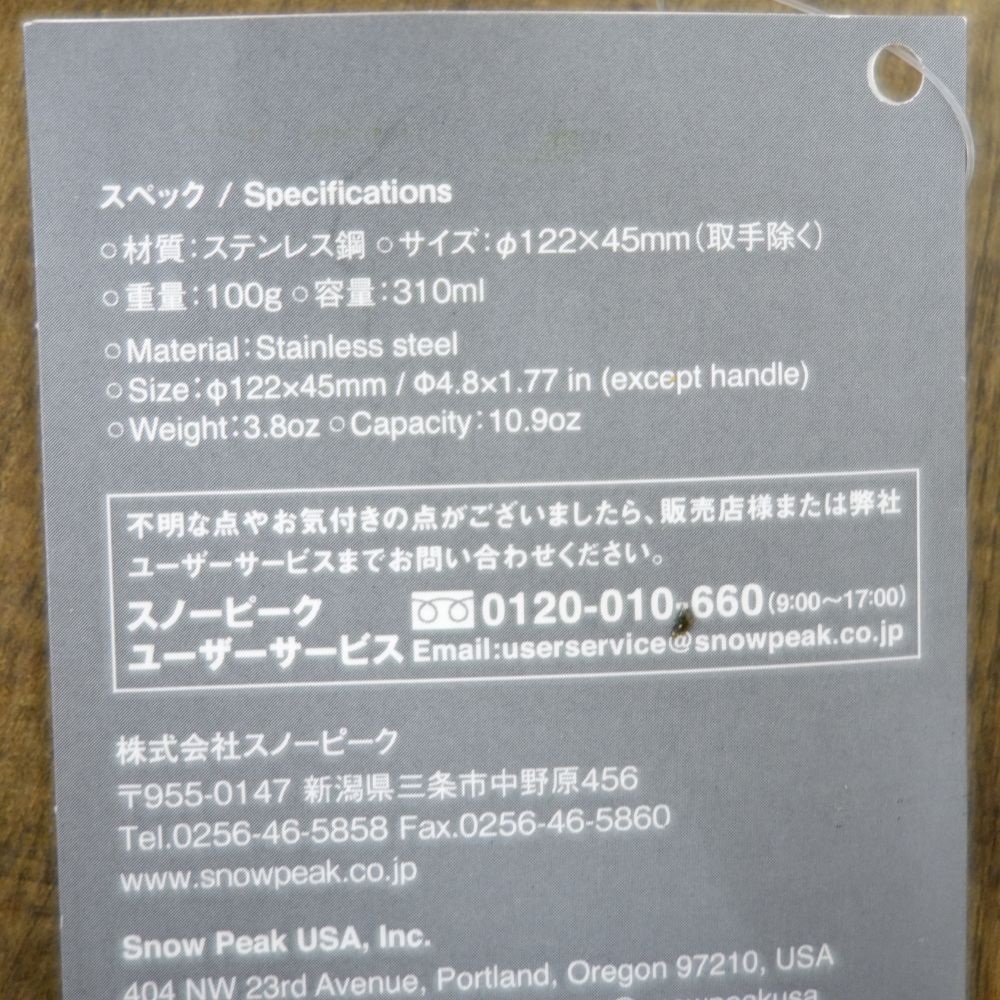 スペック / Specifications
○材質:ステンレス鋼 ○サイズ:φ122×45mm(取手除く)
○重量:100g ○容量:310ml
○Material:Stainless steel
○Size:φ122×45mm / Φ4.8×1.77 in (except handle)
○Weight:3.8oz ○Capacity:10.9oz
不明な点やお気付きの点がございましたら、販売店様または弊社
ユーザーサービスまでお問い合わせください。
スノーピーク 0120-010-660(9:00〜17:00)
ユーザーサービス Email:userservice@snowpeak.co.jp
株式会社スノーピーク
〒955-0147 新潟県三条市中野原456
Tel.0256-46-5858 Fax.0256-46-5860
www.snowpeak.co.jp
Snow Peak USA, Inc.
404 NW 23rd Avenue, Portland, Oregon 97210, USA